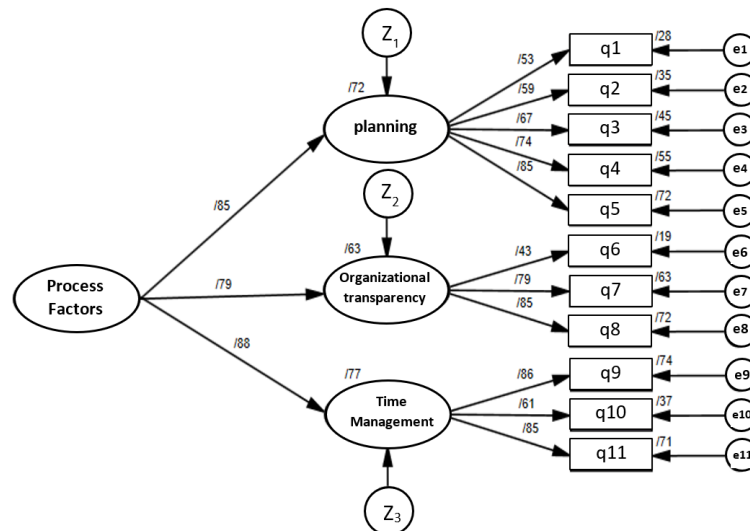 Z1
/72
planning
/53
/59
/67
/74
/85
q1
/28
e1
q2
/35
e2
q3
/45
e3
q4
/55
e4
q5
/72
e5
/85
Z2
/63
Organizational
transparency
/43
/79
/85
q6
/19
e6
q7
/63
e7
q8
/72
e8
Process
Factors
/79
/88
/77
Time
Management
/86
/61
/85
q9
/74
e9
q10
/37
e10
q11
/71
e11
Z3